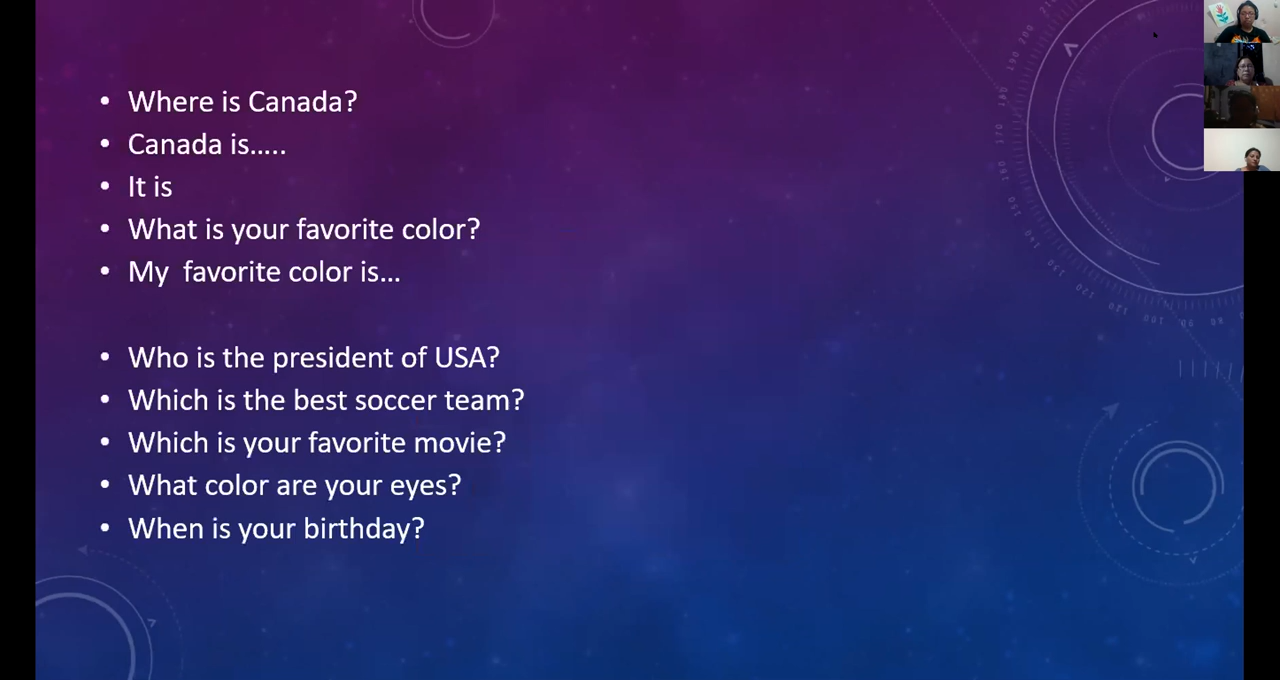 • Where is Canada?
• Canada is.....
• It is
• What is your favorite color?
• My  favorite color is...
• Who is the president of USA?
• Which is the best soccer team?
• Which is your favorite movie?
• What color are your eyes?
• When is your birthday?